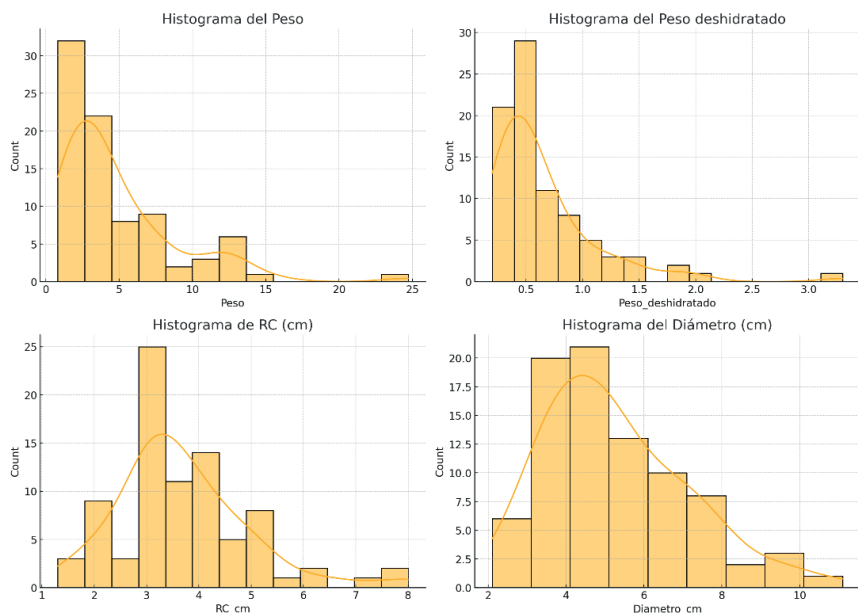 Histograma del Peso
30
25
20
15
10
5
0
Count
0 5 10 15 20 25
Peso
Histograma del Peso deshidratado
30
25
20
15
10
5
0
Count
0.5 1.0 1.5 2.0 2.5 3.0
Peso_deshidratado
Histograma de RC (cm)
25
20
15
10
5
0
Count
1 2 3 4 5 6 7 8
RC_cm
Histograma del Diámetro (cm)
20.0
17.5
15.0
12.5
10.0
7.5
5.0
2.5
0.0
Count
2 4 6 8 10
Diametro_cm